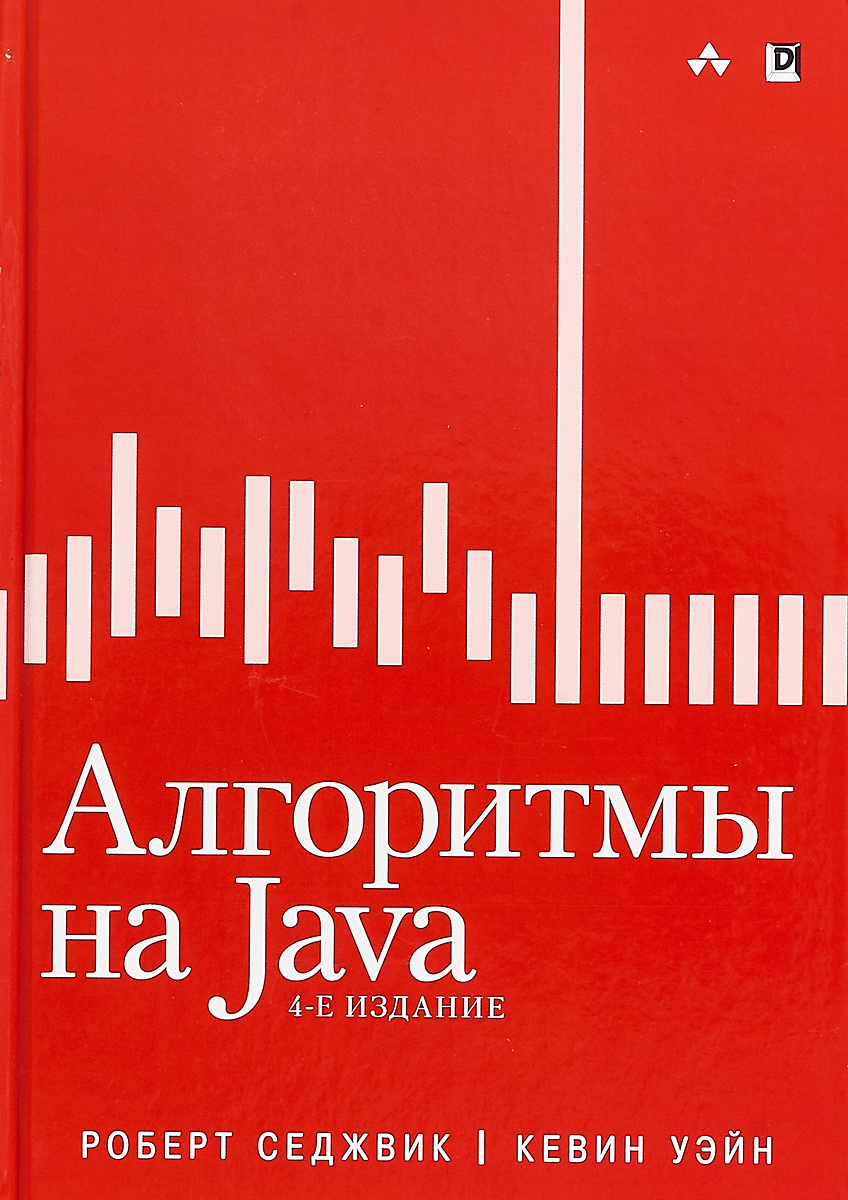 D
Алгоритмы
на Java
4-Е ИЗДАНИЕ
РОБЕРТ СЕДЖВИК | КЕВИН УЭЙН